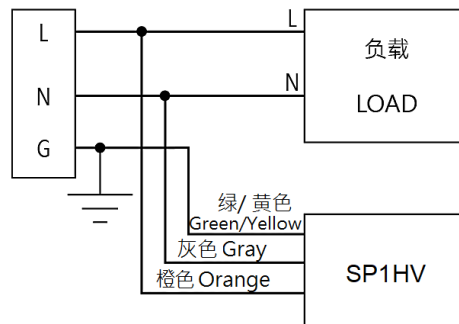 L
L
负载
N
N
LOAD
G
绿/ 黄色
Green/Yellow
灰色 Gray
SP1HV
橙色 Orange